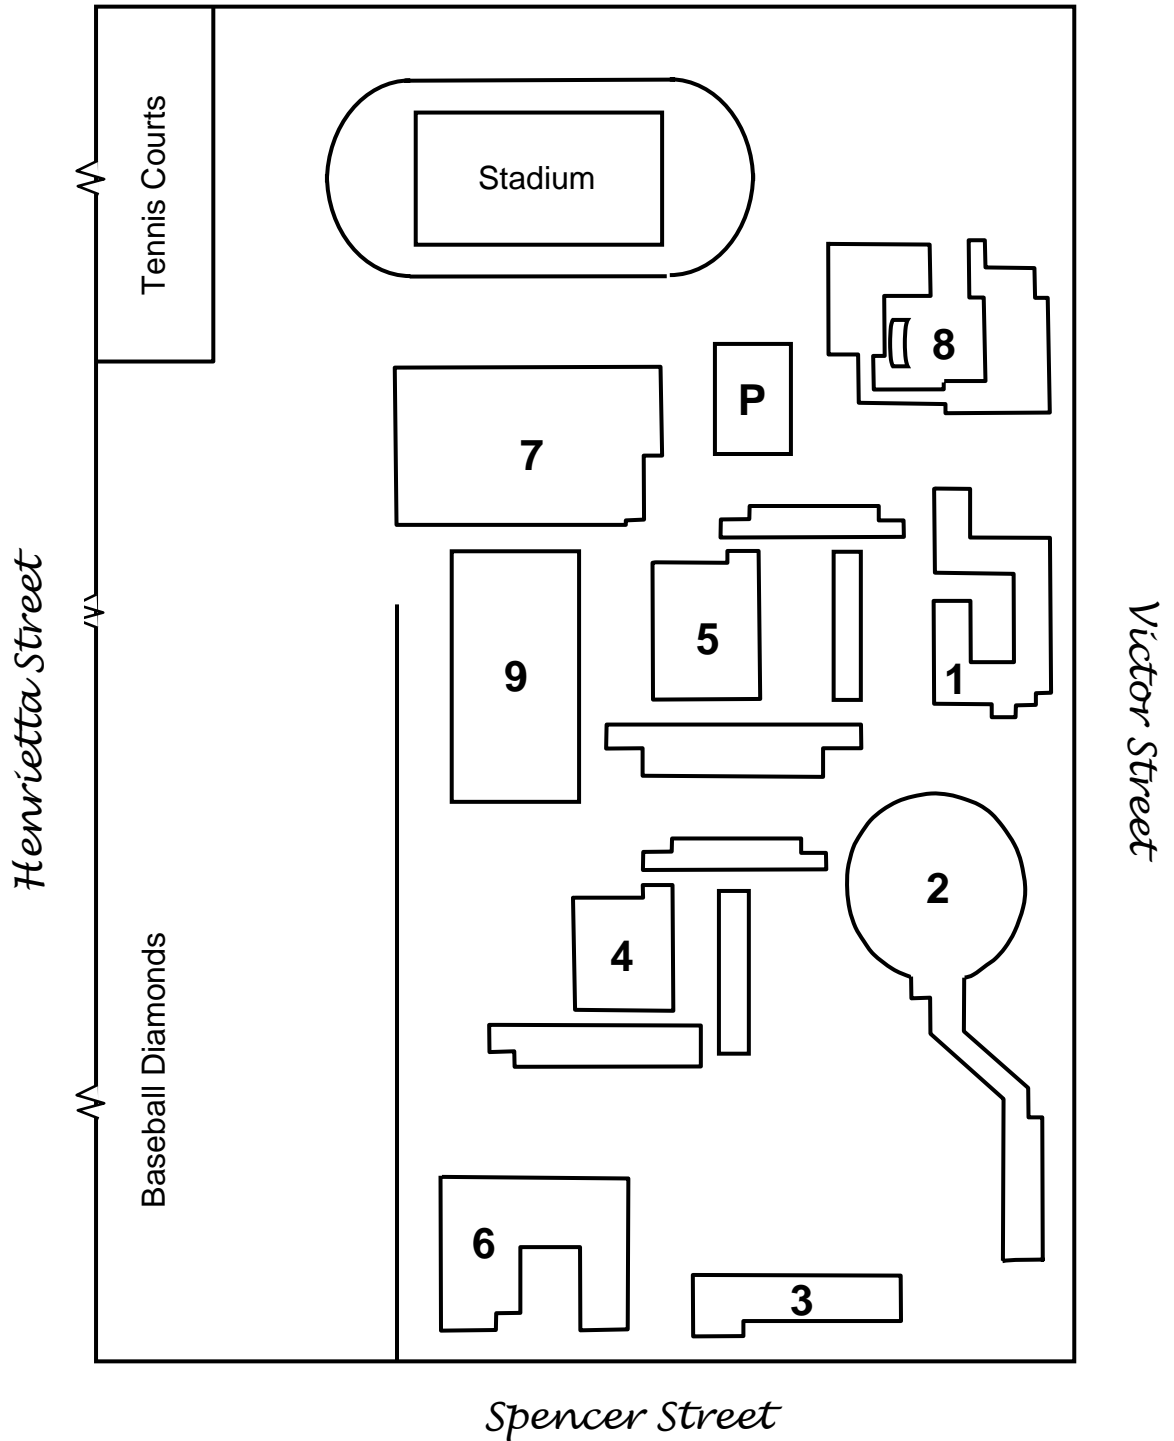 Tennis Courts
Stadium
8
P
7
5
1
9
Henrietta Street
Victor Street
2
4
Baseball Diamonds
6
3
Spencer Street